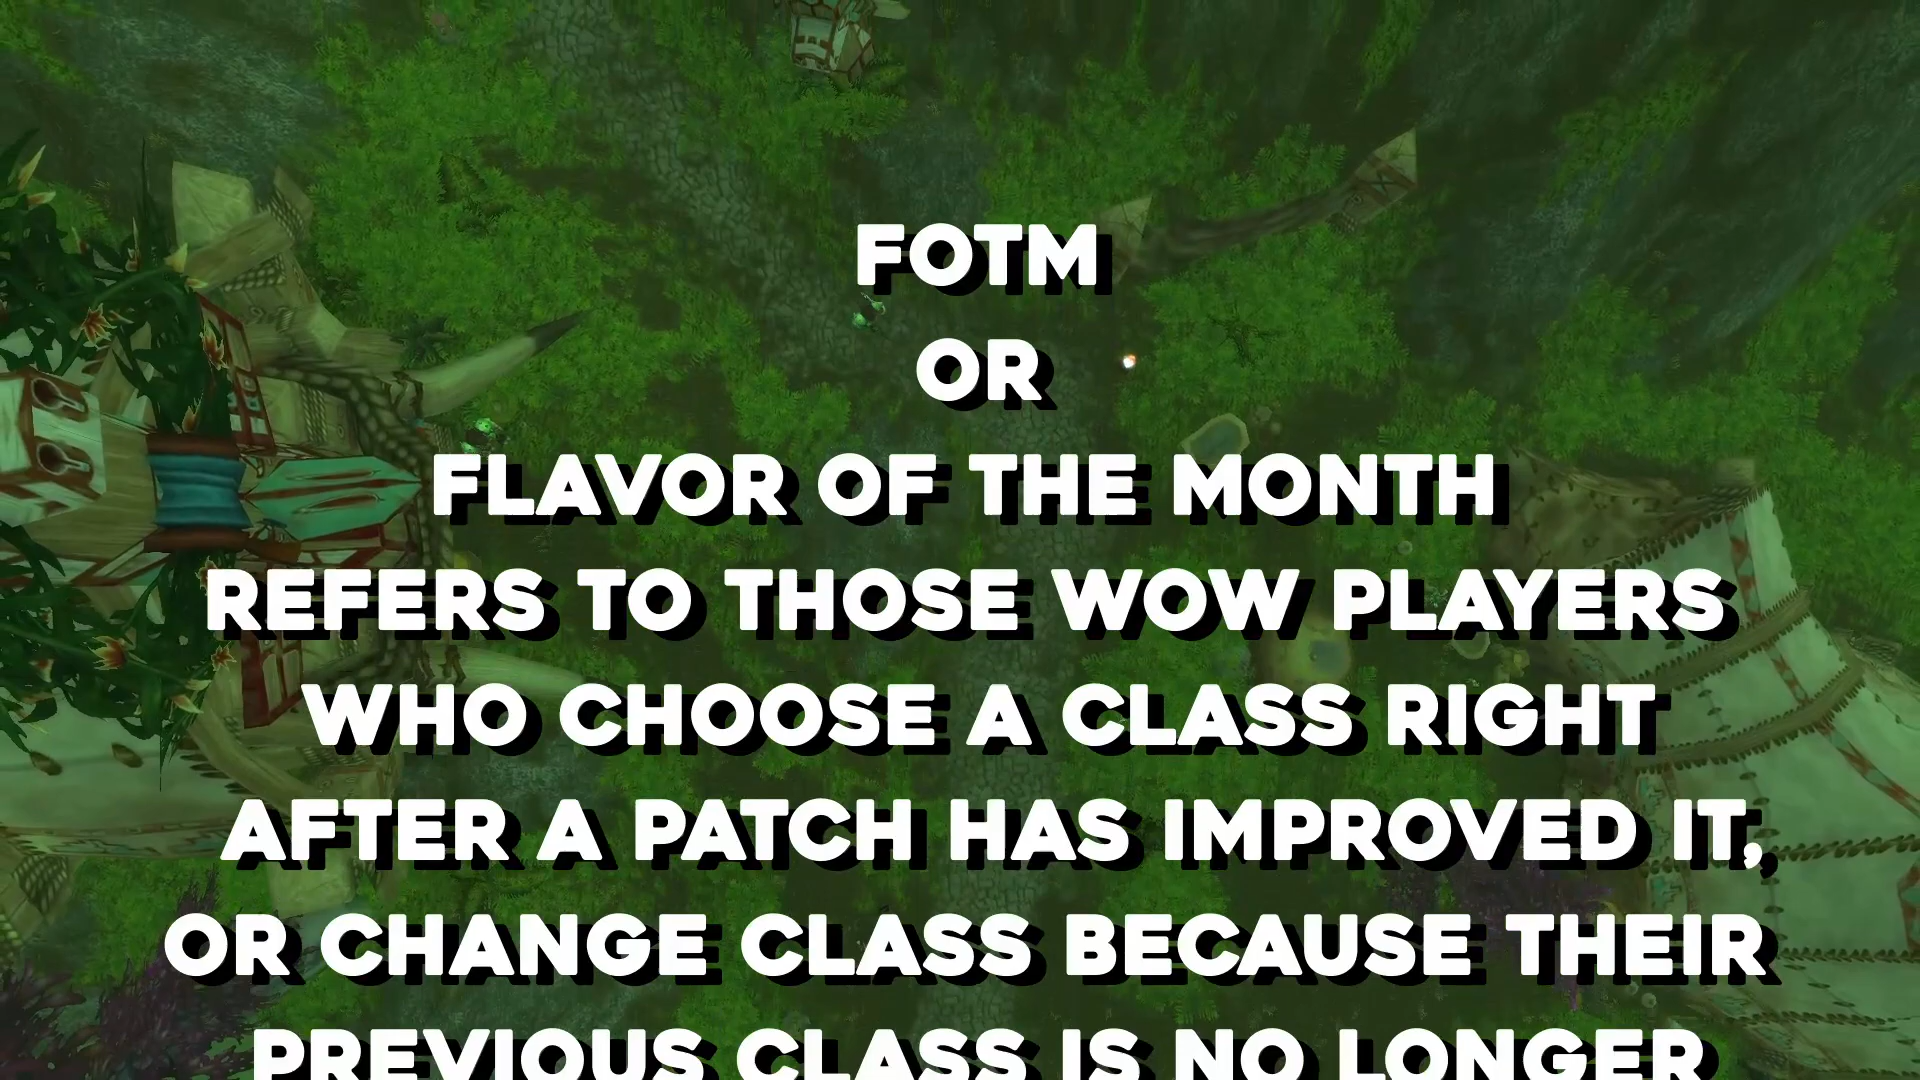 FOTM
OR
FLAVOR OF THE MONTH
REFERS TO THOSE WOW PLAYERS
WHO CHOOSE A CLASS RIGHT
AFTER A PATCH HAS IMPROVED IT,
OR CHANGE CLASS BECAUSE THEIR
PREVIOUS CLASS IS NO LONGER